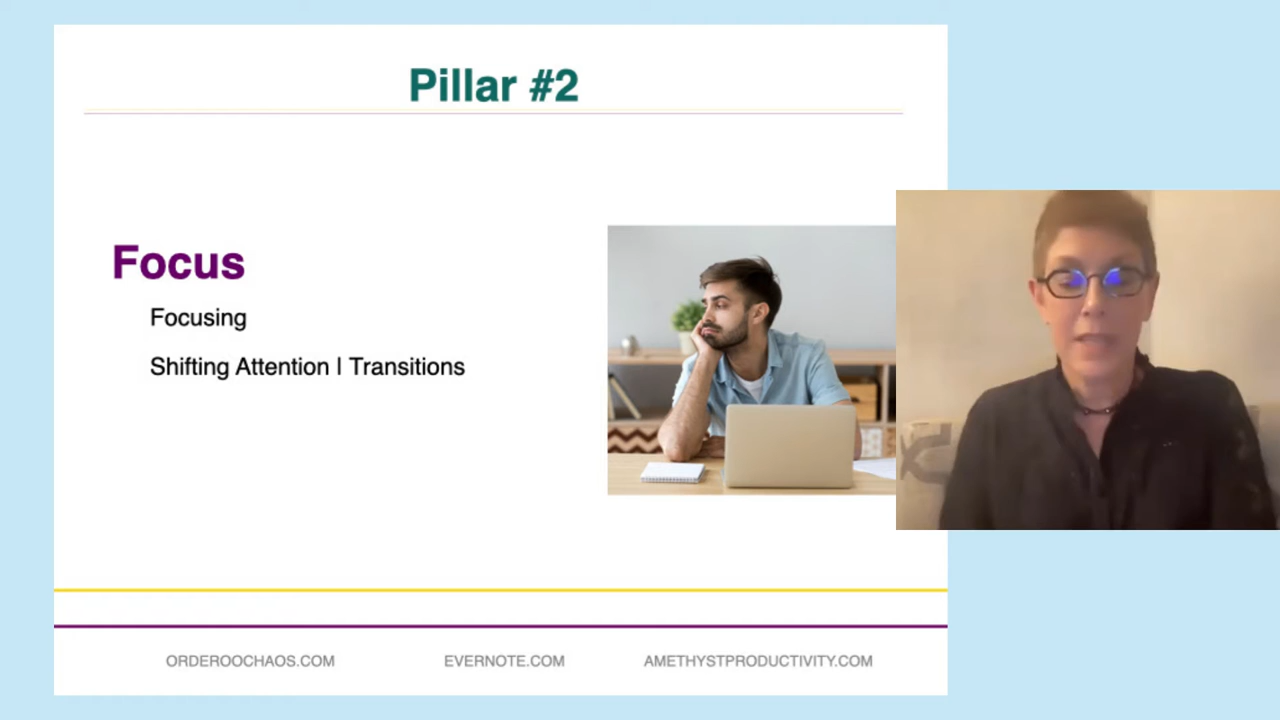 Pillar #2
Focus
Focusing
Shifting Attention | Transitions
ORDEROOCHAOS.COM EVERNOTE.COM AMETHYSTPRODUCTIVITY.COM